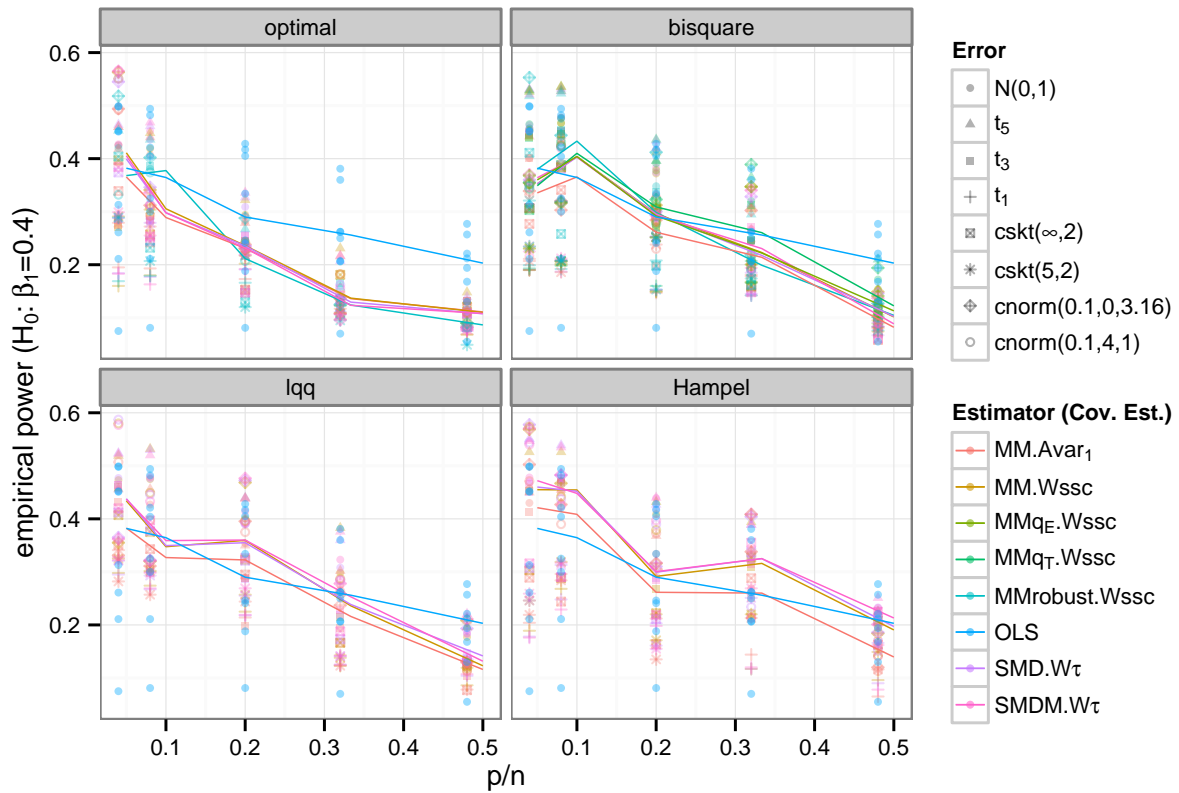 optimal
bisquare
0.6
0.4
0.2
lqq
Hampel
0.6
0.4
0.2
0.1
0.2
0.3
0.4
0.5
0.1
0.2
0.3
0.4
0.5
p/n
empirical power (H₀: β₁=0.4)
Error
N(0,1)
t₅
t₃
t₁
cskt(∞,2)
cskt(5,2)
cnorm(0.1,0,3.16)
cnorm(0.1,4,1)
Estimator (Cov. Est.)
MM.Avar₁
MM.Wssc
MMqE.Wssc
MMqT.Wssc
MMrobust.Wssc
OLS
SMD.Wτ
SMDM.Wτ